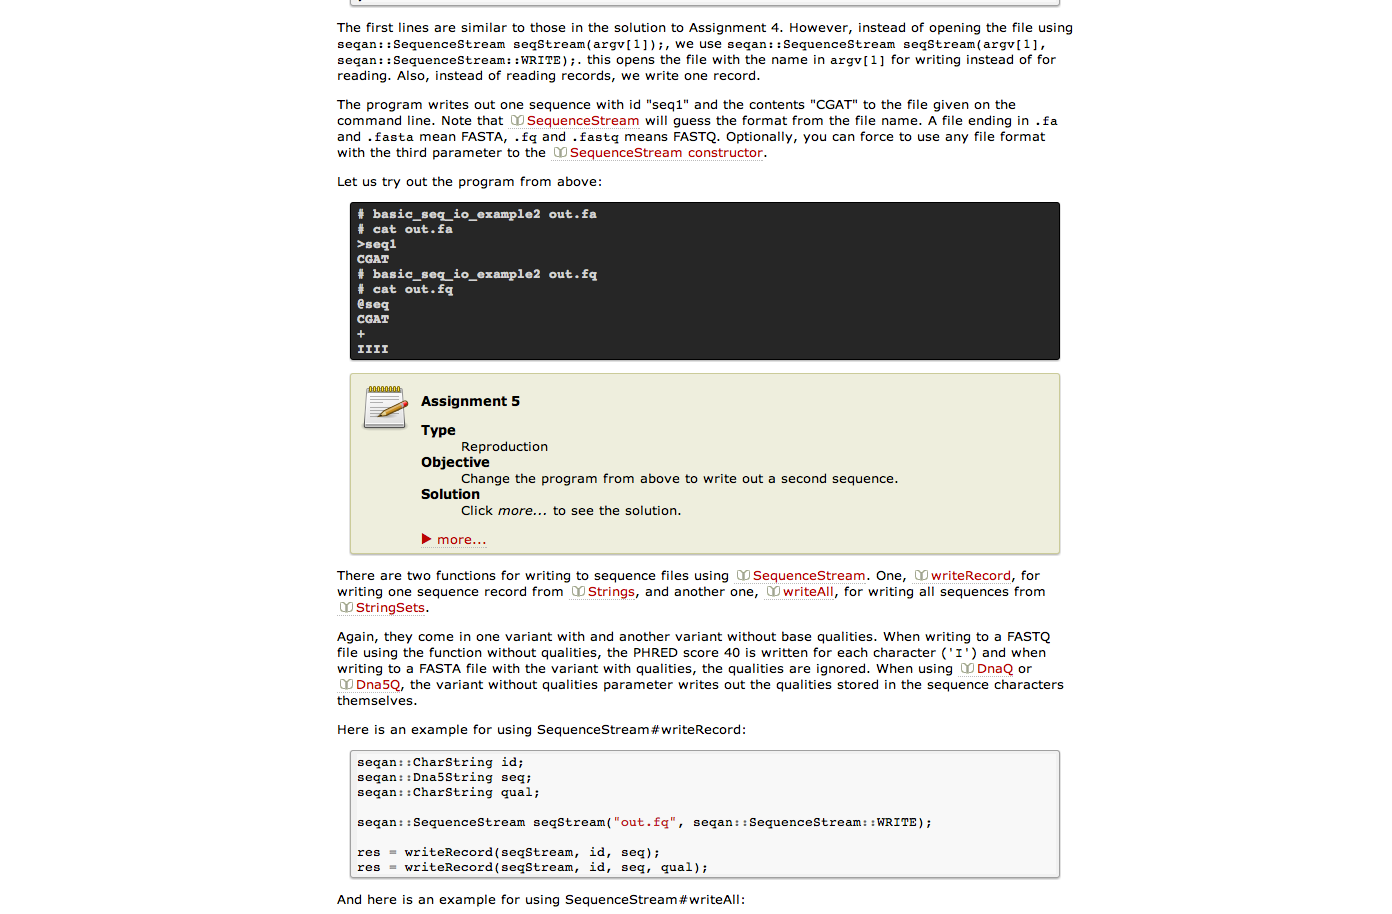 The first lines are similar to those in the solution to Assignment 4. However, instead of opening the file using
seqan::SequenceStream seqStream(argv[1]);, we use seqan::SequenceStream seqStream(argv[1],
seqan::SequenceStream::WRITE);. this opens the file with the name in argv[1] for writing instead of for
reading. Also, instead of reading records, we write one record.
The program writes out one sequence with id "seq1" and the contents "CGAT" to the file given on the
command line. Note that SequenceStream will guess the format from the file name. A file ending in .fa
and .fasta mean FASTA, .fq and .fastq means FASTQ. Optionally, you can force to use any file format
with the third parameter to the SequenceStream constructor.
Let us try out the program from above:
# basic_seq_io_example2 out.fa
# cat out.fa
>seq1
CGAT
# basic_seq_io_example2 out.fq
# cat out.fq
@seq
CGAT
+
IIII
Assignment 5
Type
Reproduction
Objective
Change the program from above to write out a second sequence.
Solution
Click more... to see the solution.
more...
There are two functions for writing to sequence files using SequenceStream. One, writeRecord, for
writing one sequence record from Strings, and another one, writeAll, for writing all sequences from
StringSets.
Again, they come in one variant with and another variant without base qualities. When writing to a FASTQ
file using the function without qualities, the PHRED score 40 is written for each character ('I') and when
writing to a FASTA file with the variant with qualities, the qualities are ignored. When using DnaQ or
Dna5Q, the variant without qualities parameter writes out the qualities stored in the sequence characters
themselves.
Here is an example for using SequenceStream#writeRecord:
seqan::CharString id;
seqan::Dna5String seq;
seqan::CharString qual;
seqan::SequenceStream seqStream("out.fq", seqan::SequenceStream::WRITE);
res = writeRecord(seqStream, id, seq);
res = writeRecord(seqStream, id, seq, qual);
And here is an example for using SequenceStream#writeAll: